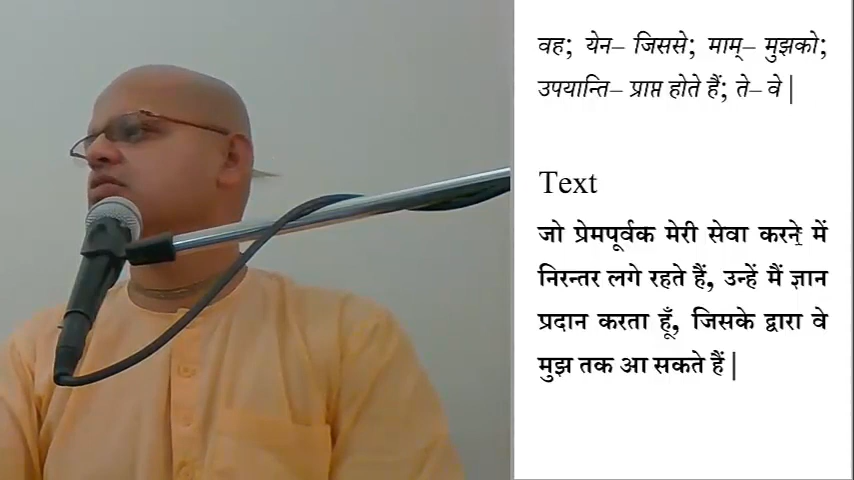 वह; येन– जिससे; माम्– मुझको;
उपयान्ति– प्राप्त होते हैं; ते– वे |
Text
जो प्रेमपूर्वक मेरी सेवा करने में
निरन्तर लगे रहते हैं, उन्हें मैं ज्ञान
प्रदान करता हूँ, जिसके द्वारा वे
मुझ तक आ सकते हैं |